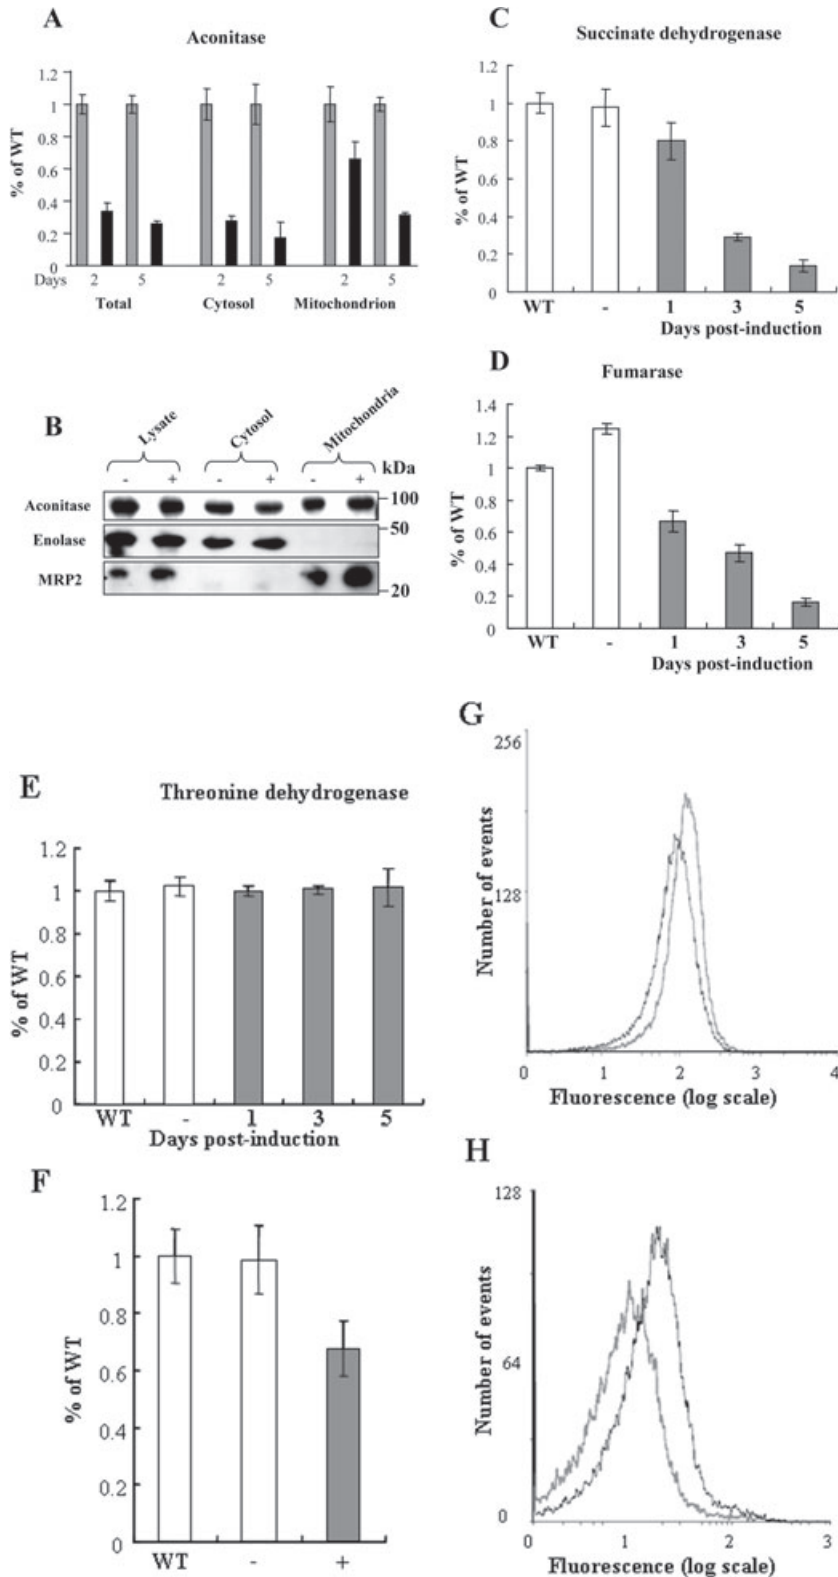 A
Aconitase
% of WT
1.2
1
0.8
0.6
0.4
0.2
0
Days 2 5 2 5 2 5
Total Cytosol Mitochondrion
B
Lysate Cytosol Mitochondria
- + - + - + kDa
Aconitase 100
Enolase 50
MRP2 20
C
Succinate dehydrogenase
% of WT
1.2
1
0.8
0.6
0.4
0.2
0
WT - 1 3 5
Days post-induction
D
Fumarase
% of WT
1.4
1.2
1
0.8
0.6
0.4
0.2
0
WT - 1 3 5
Days post-induction
E
Threonine dehydrogenase
% of WT
1.2
1
0.8
0.6
0.4
0.2
0
WT - 1 3 5
Days post-induction
F
% of WT
1.2
1
0.8
0.6
0.4
0.2
0
WT - +
G
Number of events
256
128
0 1 2 3 4
Fluorescence (log scale)
H
Number of events
128
64
0
0 1 2 3
Fluorescence (log scale)